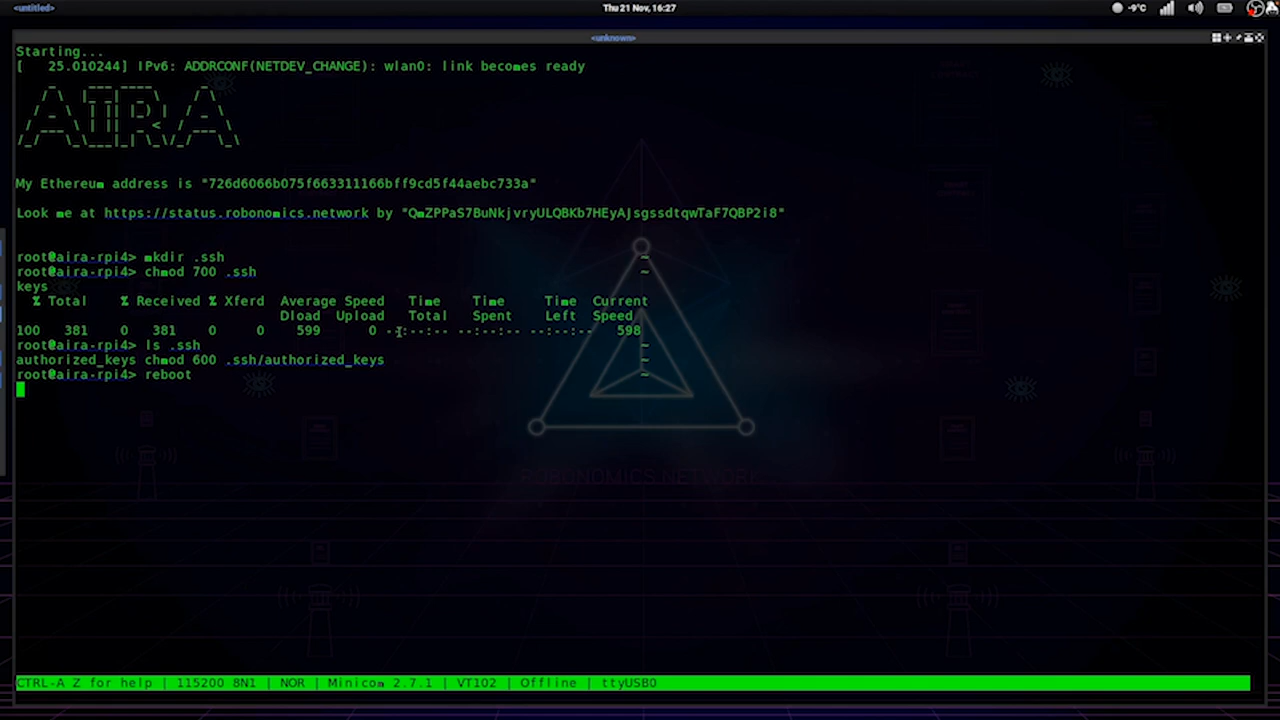 <untitled>
Thu 21 Nov, 16:27
-9°C
<unknown>
Starting...
[   25.010244] IPv6: ADDRCONF(NETDEV_CHANGE): wlan0: link becomes ready
AIRA
My Ethereum address is "726d6066b075f663311166bff9cd5f44aebc733a"
Look me at https://status.robonomics.network by "QmZPPaS7BuNkjvryULQBKb7HEyAJsgssdtqwTaF7QBP2i8"
root@aira-rpi4> mkdir .ssh ~
root@aira-rpi4> chmod 700 .ssh ~
keys
% Total    % Received % Xferd  Average Speed   Time    Time     Time  Current
Dload  Upload   Total   Spent    Left  Speed
100   381    0   381    0     0    599      0 --:--:-- --:--:-- --:--:--   598
root@aira-rpi4> ls .ssh ~
authorized_keys chmod 600 .ssh/authorized_keys ~
root@aira-rpi4> reboot ~
ROBONOMICS NETWORK
CTRL-A Z for help | 115200 8N1 | NOR | Minicom 2.7.1 | VT102 | Offline | ttyUSB0